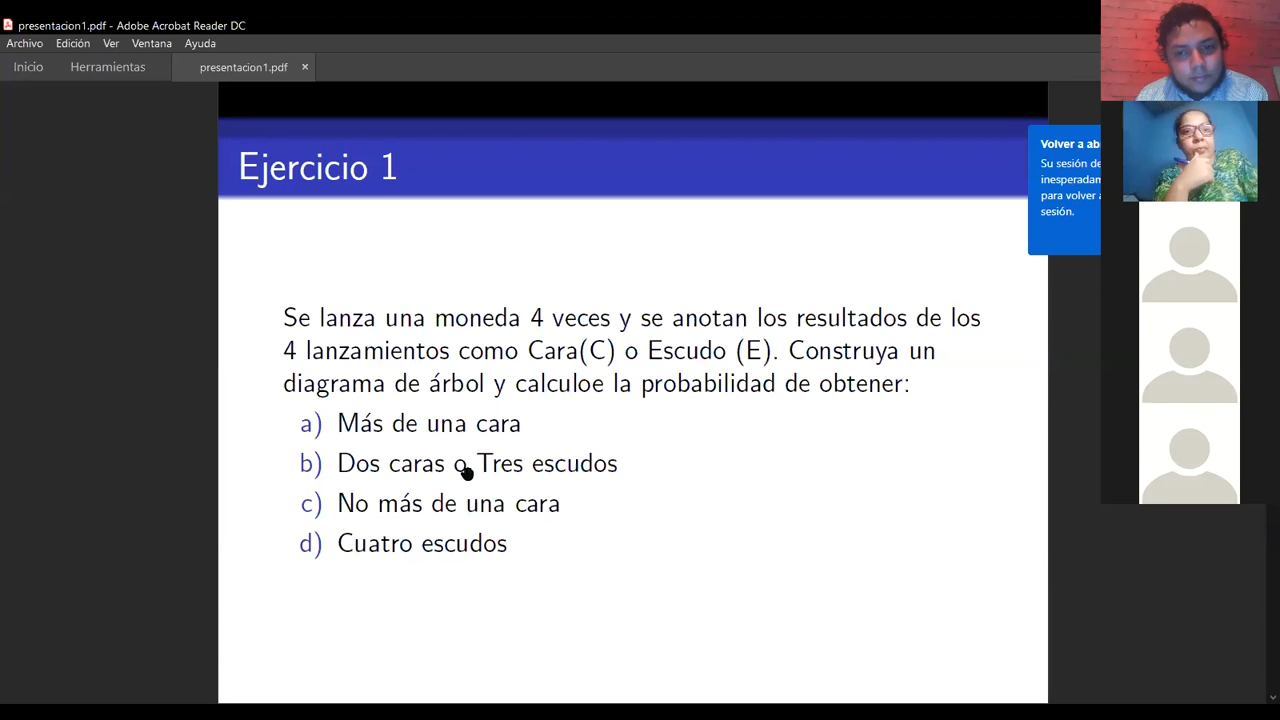 presentacion1.pdf - Adobe Acrobat Reader DC
Archivo Edición Ver Ventana Ayuda
Inicio Herramientas presentacion1.pdf ×
Ejercicio 1
Volver a ab
Su sesión de
inesperadam
para volver a
sesión.
Se lanza una moneda 4 veces y se anotan los resultados de los
4 lanzamientos como Cara(C) o Escudo (E). Construya un
diagrama de árbol y calculoe la probabilidad de obtener:
a) Más de una cara
b) Dos caras o Tres escudos
c) No más de una cara
d) Cuatro escudos